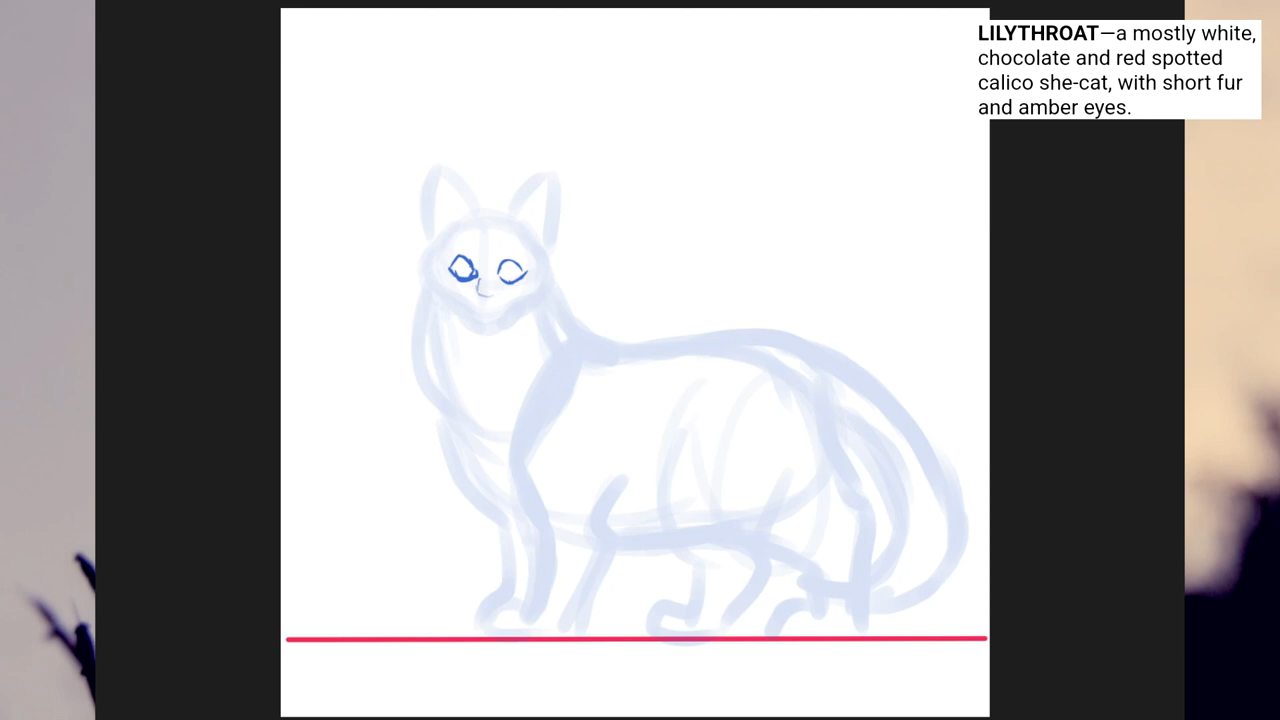 LILYTHROAT—a mostly white,
chocolate and red spotted
calico she-cat, with short fur
and amber eyes.